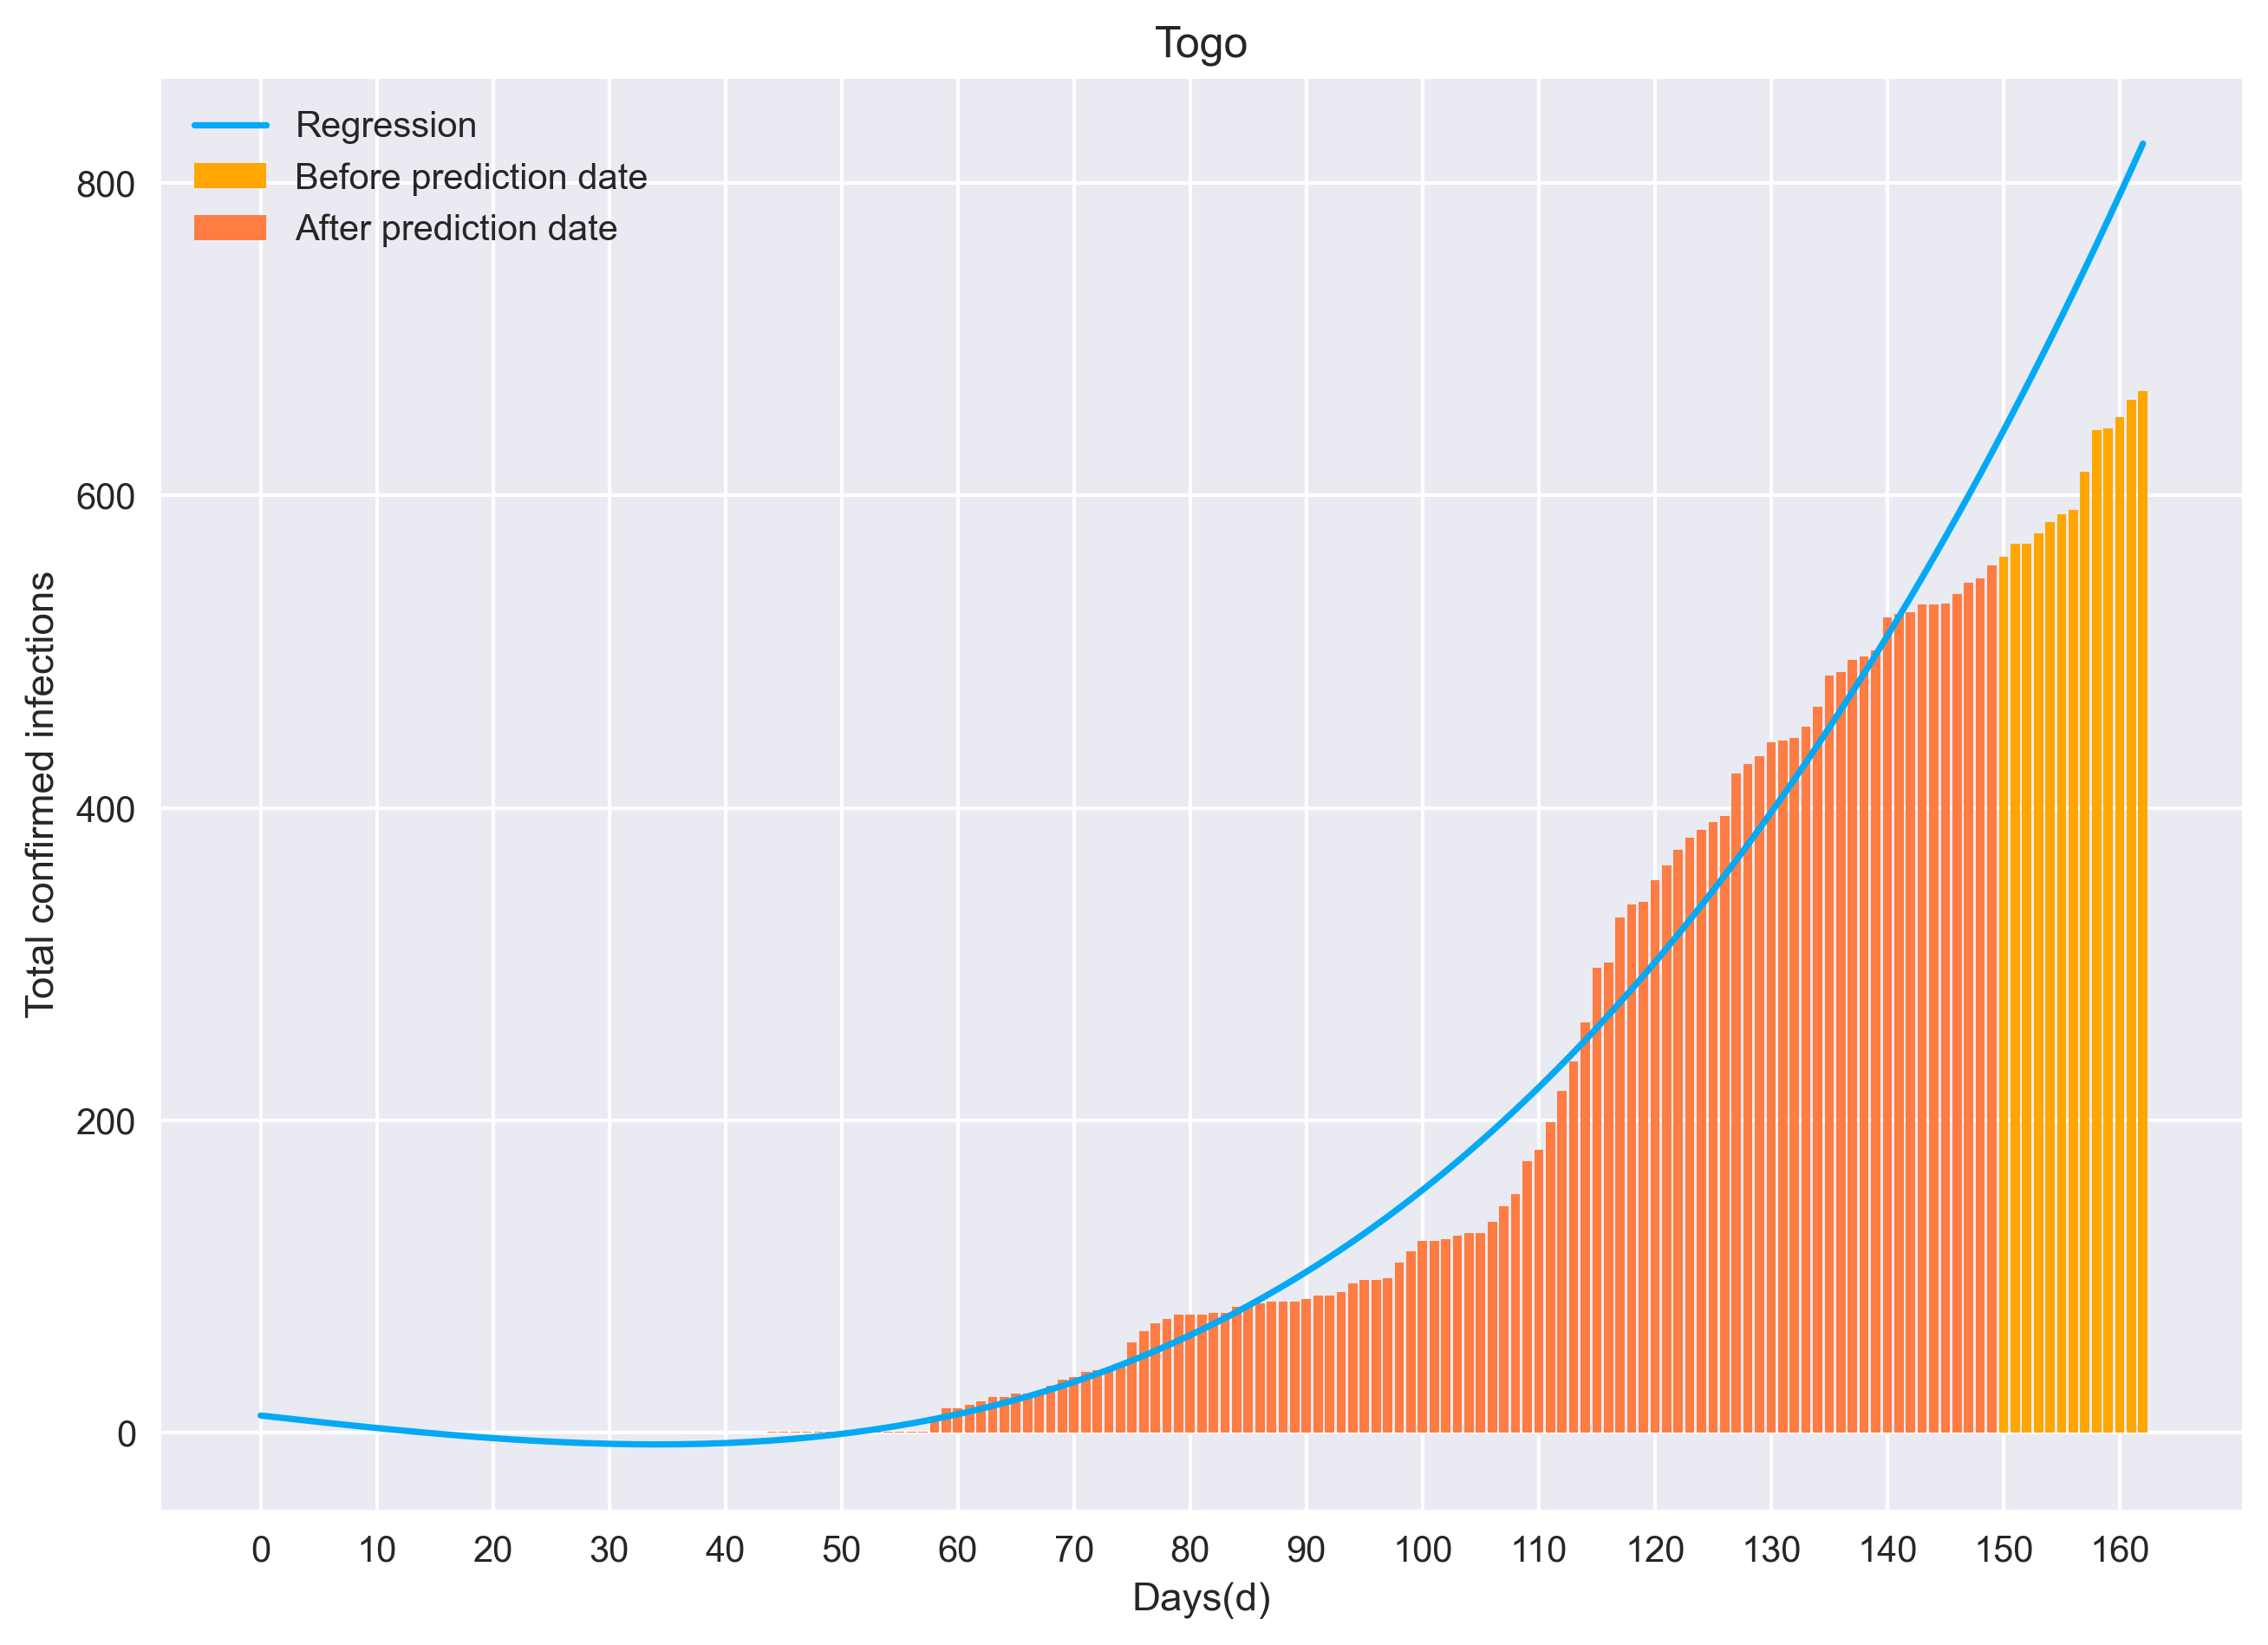 Togo
Regression
Before prediction date
After prediction date
800
600
400
200
0
Total confirmed infections
0 10 20 30 40 50 60 70 80 90 100 110 120 130 140 150 160
Days(d)